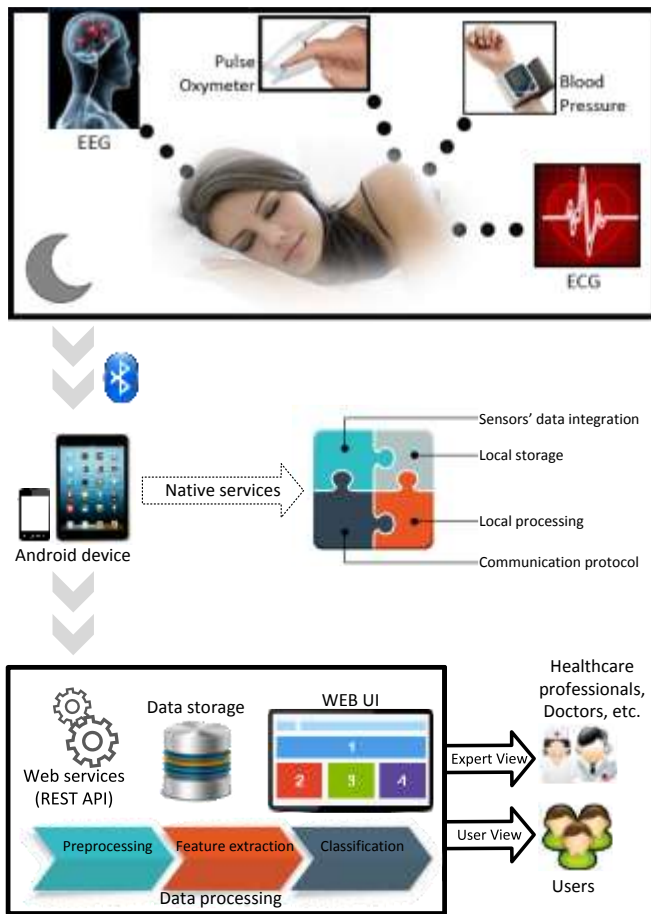 Pulse
Oxymeter
Blood
Pressure
EEG
ECG
Sensors' data integration
Local storage
Native services
Local processing
Android device
Communication protocol
Healthcare
professionals,
Doctors, etc.
WEB UI
Data storage
1
Expert View
Web services
(REST API)
2 3 4
User View
Preprocessing
Feature extraction
Classification
Data processing
Users